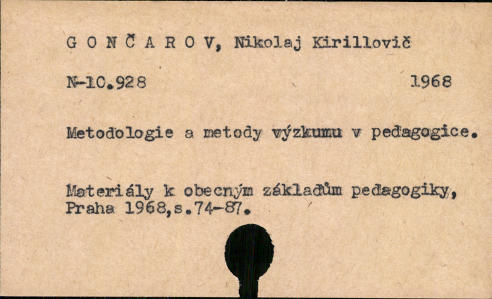 G O N Č A R O V, Nikolaj Kirillovič
N-10.928 1968
Metodologie a metody výzkumu v pedagogice.
Materiály k obecným základům pedagogiky,
Praha 1968,s.74-87.